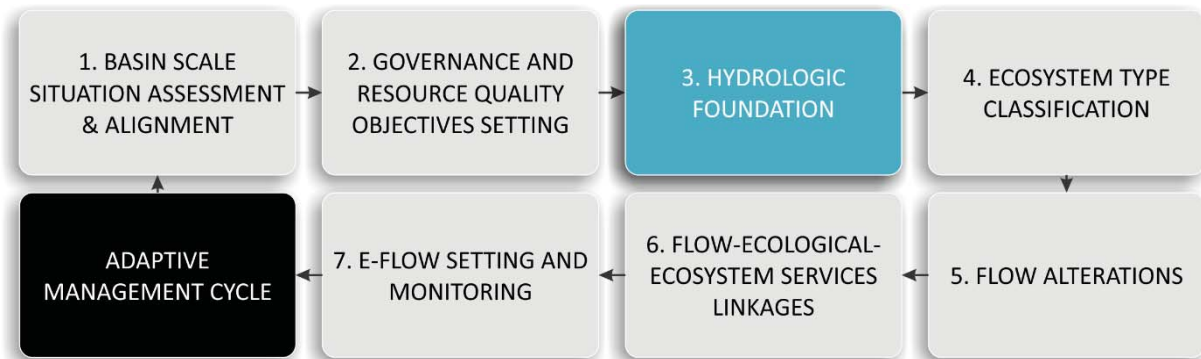 1. BASIN SCALE
SITUATION ASSESSMENT
& ALIGNMENT
2. GOVERNANCE AND
RESOURCE QUALITY
OBJECTIVES SETTING
3. HYDROLOGIC
FOUNDATION
4. ECOSYSTEM TYPE
CLASSIFICATION
5. FLOW ALTERATIONS
6. FLOW-ECOLOGICAL-
ECOSYSTEM SERVICES
LINKAGES
7. E-FLOW SETTING AND
MONITORING
ADAPTIVE
MANAGEMENT CYCLE